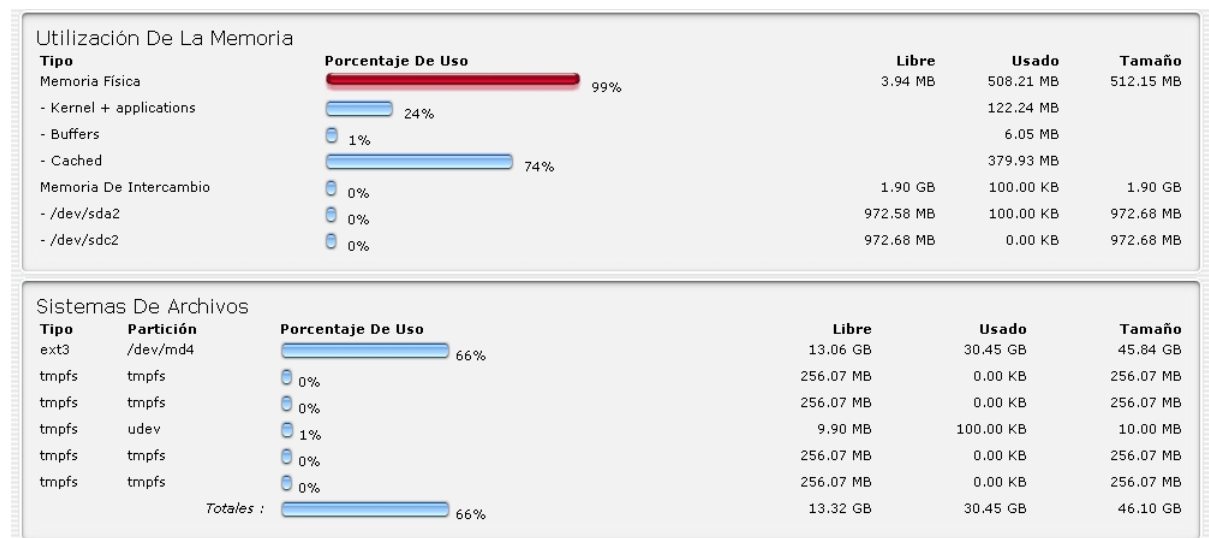 Utilización De La Memoria
Tipo Porcentaje De Uso Libre Usado Tamaño
Memoria Física 99% 3.94 MB 508.21 MB 512.15 MB
- Kernel + applications 24% 122.24 MB
- Buffers 1% 6.05 MB
- Cached 74% 379.93 MB
Memoria De Intercambio 0% 1.90 GB 100.00 KB 1.90 GB
- /dev/sda2 0% 972.58 MB 100.00 KB 972.68 MB
- /dev/sdc2 0% 972.68 MB 0.00 KB 972.68 MB
Sistemas De Archivos
Tipo Partición Porcentaje De Uso Libre Usado Tamaño
ext3 /dev/md4 66% 13.06 GB 30.45 GB 45.84 GB
tmpfs tmpfs 0% 256.07 MB 0.00 KB 256.07 MB
tmpfs tmpfs 0% 256.07 MB 0.00 KB 256.07 MB
tmpfs udev 1% 9.90 MB 100.00 KB 10.00 MB
tmpfs tmpfs 0% 256.07 MB 0.00 KB 256.07 MB
tmpfs tmpfs 0% 256.07 MB 0.00 KB 256.07 MB
Totales : 66% 13.32 GB 30.45 GB 46.10 GB